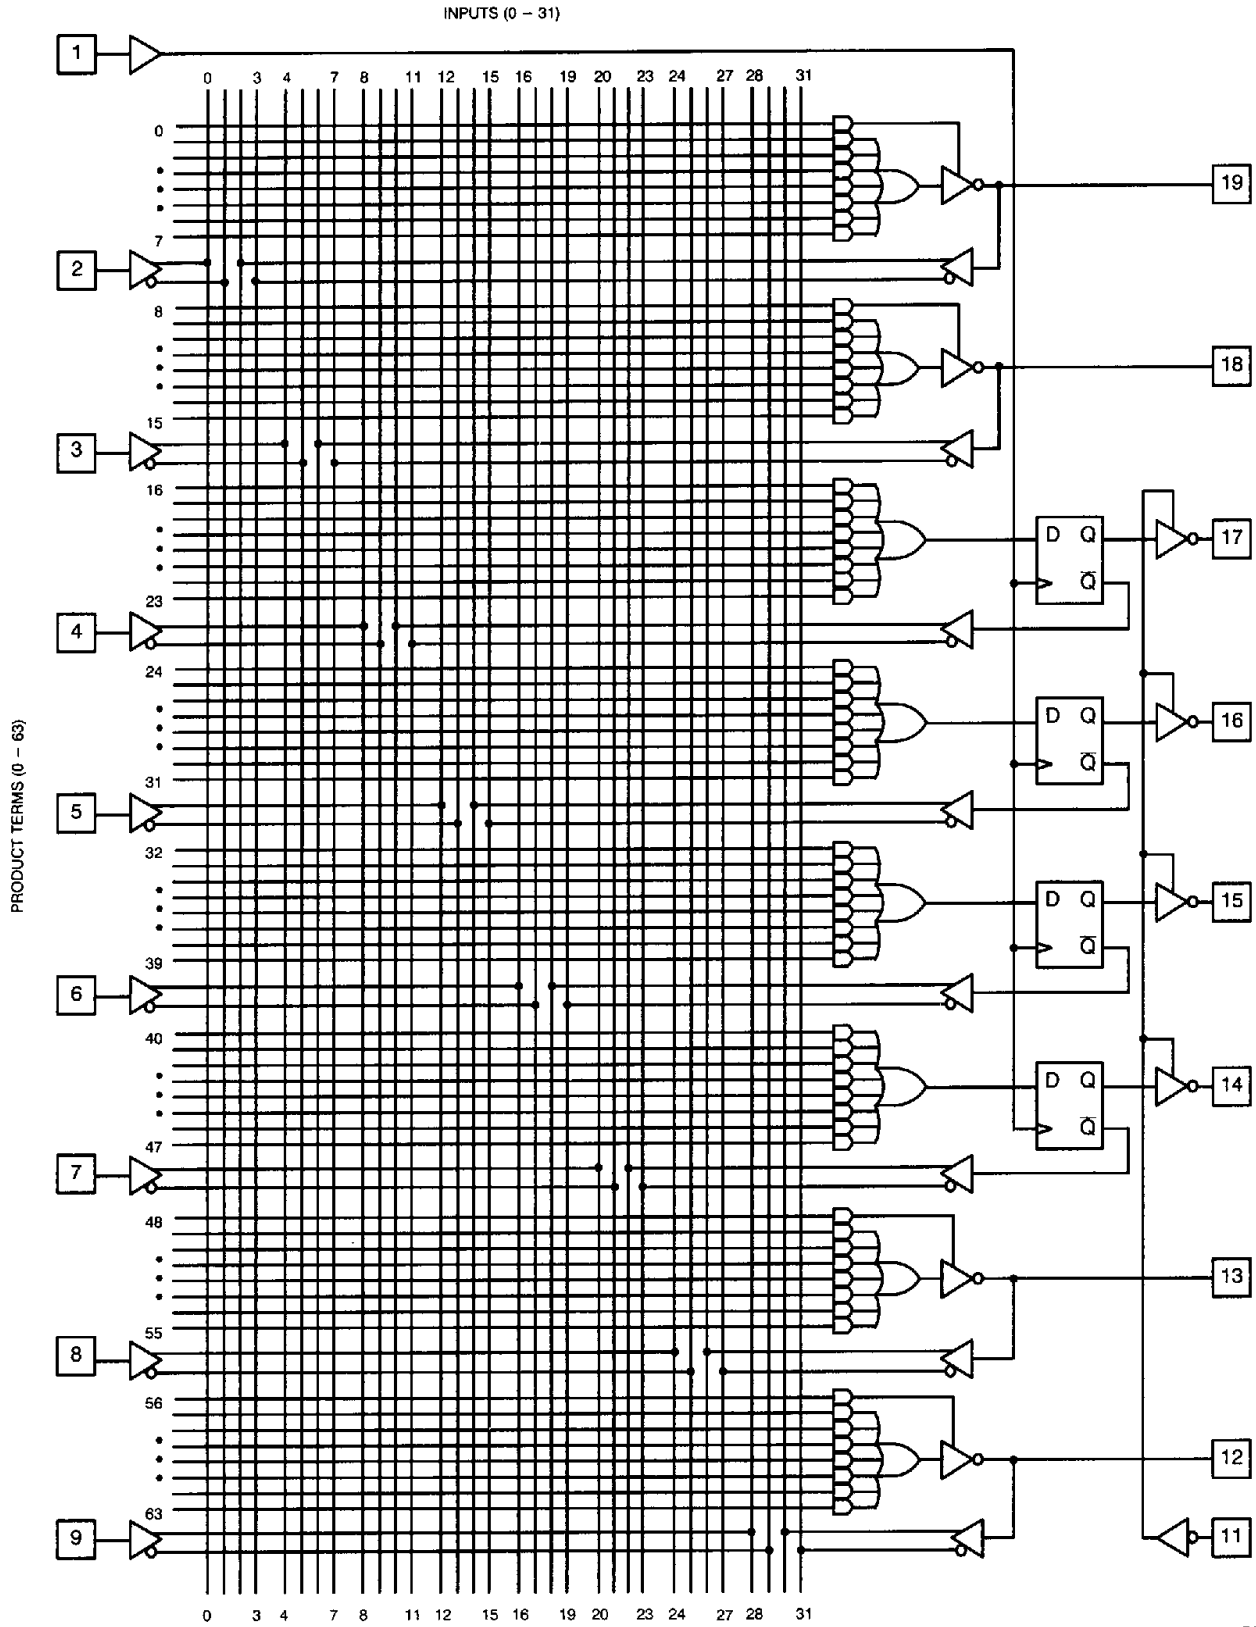 INPUTS (0 – 31)
1
0 3 4 7 8 11 12 15 16 19 20 23 24 27 28 31
0
19
7
2
8
18
15
3
16
D Q
17
Q̅
23
4
24
D Q
16
Q̅
31
5
PRODUCT TERMS (0 – 63)
32
D Q
15
Q̅
39
6
40
D Q
14
Q̅
47
7
48
13
55
8
56
12
63
9
11
0 3 4 7 8 11 12 15 16 19 20 23 24 27 28 31